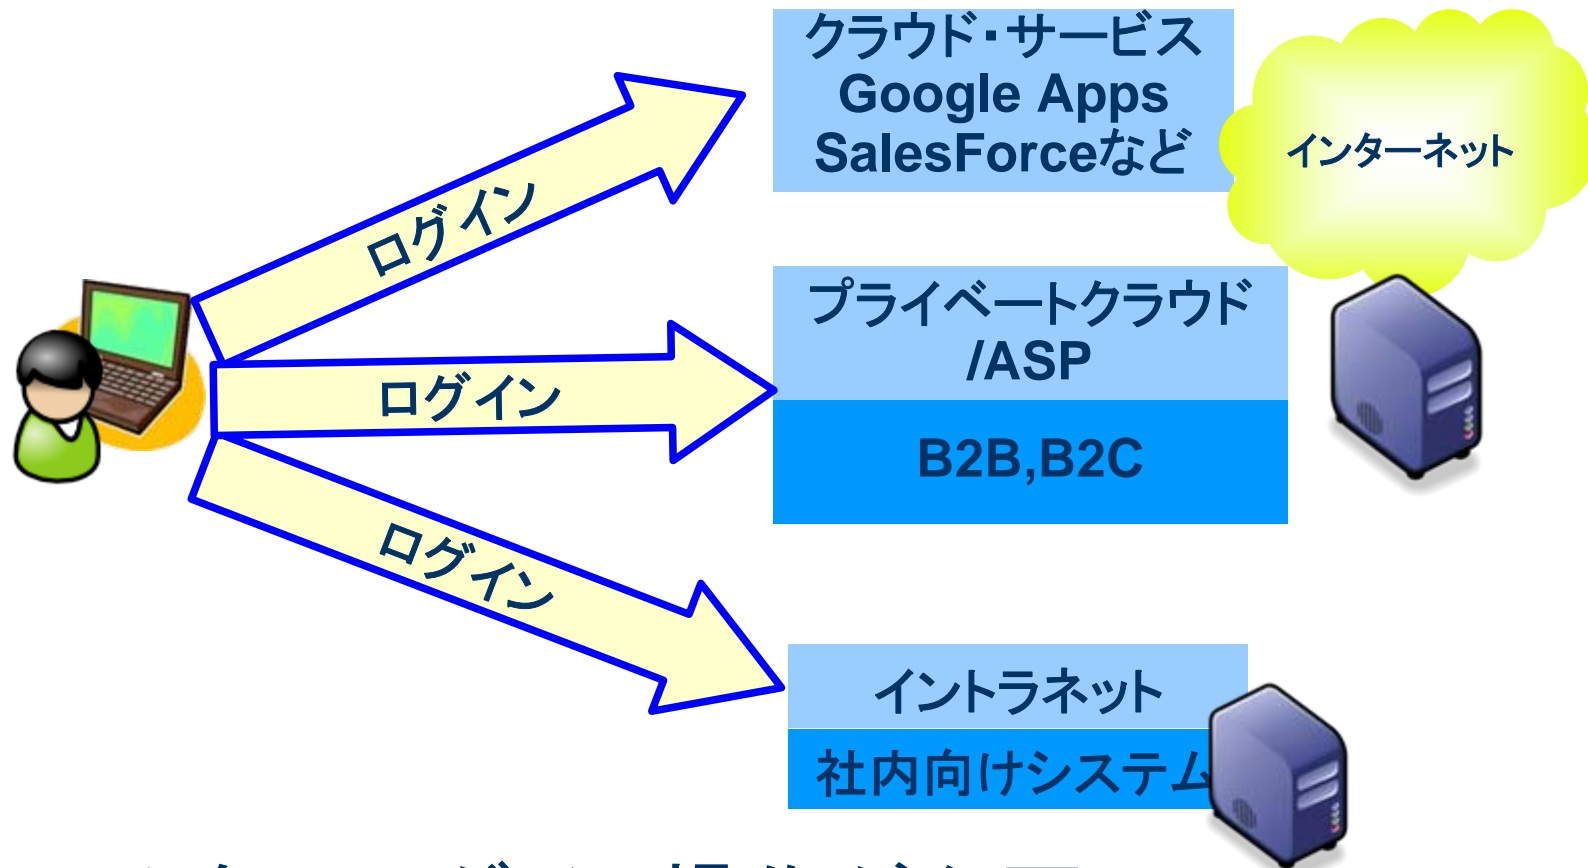 クラウド・サービス
Google Apps
SalesForceなど
インターネット
ログイン
プライベートクラウド
/ASP
ログイン
B2B,B2C
ログイン
イントラネット
社内向けシステム